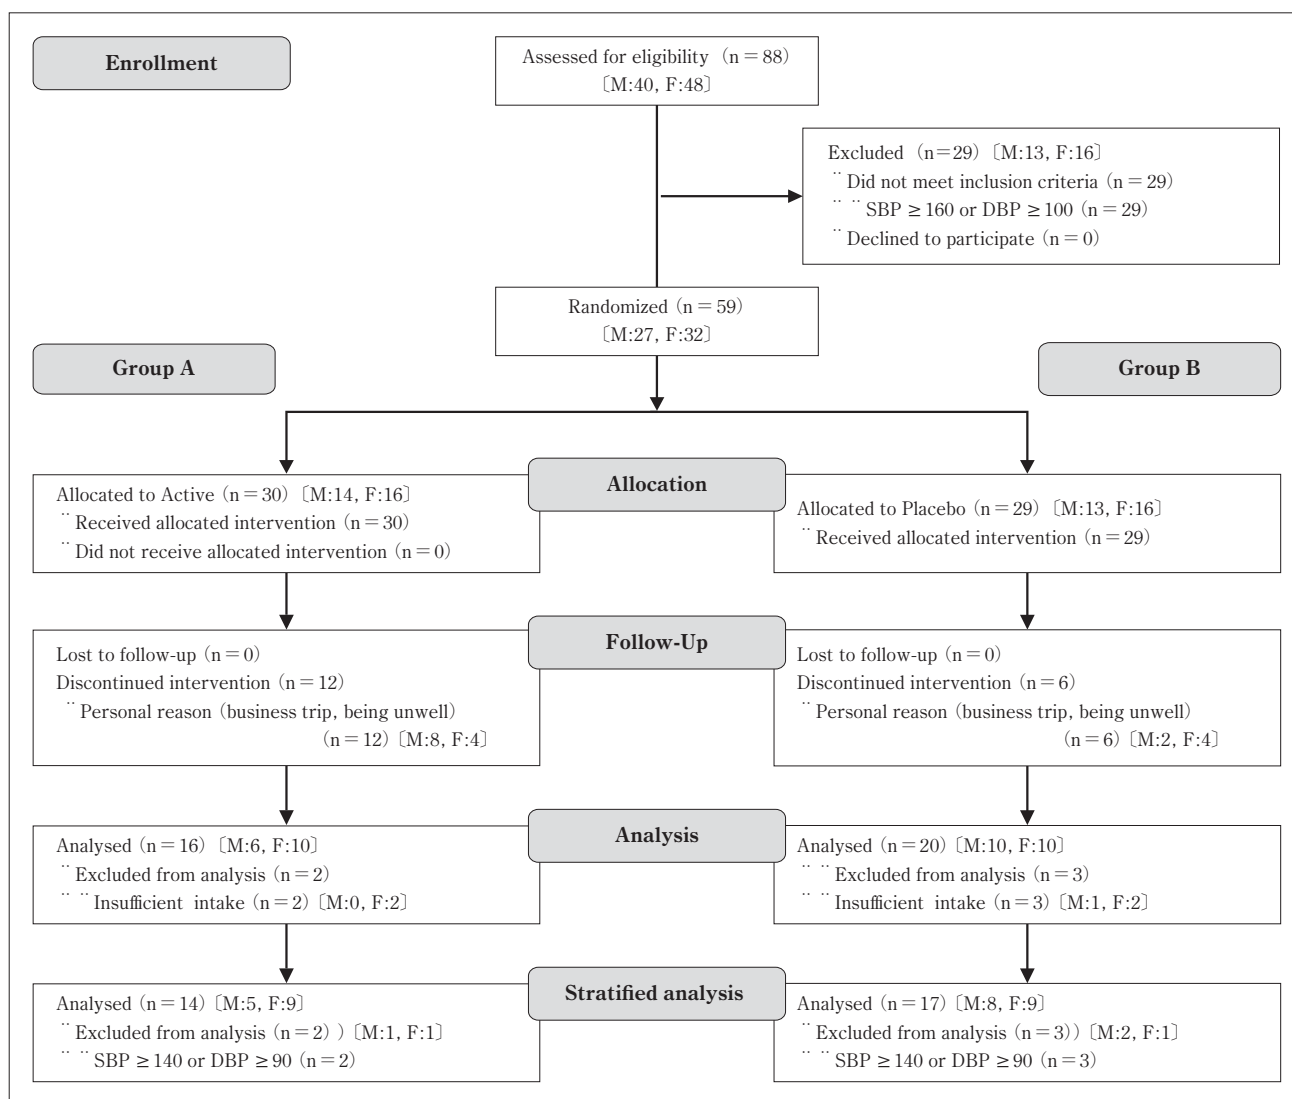 Enrollment
Assessed for eligibility (n = 88)
〔M:40, F:48〕
Excluded (n=29) 〔M:13, F:16〕
¨ Did not meet inclusion criteria (n = 29)
¨ ¨ SBP ≥ 160 or DBP ≥ 100 (n = 29)
¨ Declined to participate (n = 0)
Randomized (n = 59)
〔M:27, F:32〕
Group A
Group B
Allocation
Allocated to Active (n = 30) 〔M:14, F:16〕
¨ Received allocated intervention (n = 30)
¨ Did not receive allocated intervention (n = 0)
Allocated to Placebo (n = 29) 〔M:13, F:16〕
¨ Received allocated intervention (n = 29)
Follow-Up
Lost to follow-up (n = 0)
Discontinued intervention (n = 12)
¨ Personal reason (business trip, being unwell)
(n = 12) 〔M:8, F:4〕
Lost to follow-up (n = 0)
Discontinued intervention (n = 6)
¨ Personal reason (business trip, being unwell)
(n = 6) 〔M:2, F:4〕
Analysis
Analysed (n = 16) 〔M:6, F:10〕
¨ Excluded from analysis (n = 2)
¨ ¨ Insufficient intake (n = 2) 〔M:0, F:2〕
Analysed (n = 20) 〔M:10, F:10〕
¨ ¨ Excluded from analysis (n = 3)
¨ ¨ Insufficient intake (n = 3) 〔M:1, F:2〕
Stratified analysis
Analysed (n = 14) 〔M:5, F:9〕
¨ Excluded from analysis (n = 2) ) 〔M:1, F:1〕
¨ ¨ SBP ≥ 140 or DBP ≥ 90 (n = 2)
Analysed (n = 17) 〔M:8, F:9〕
¨ Excluded from analysis (n = 3)) 〔M:2, F:1〕
¨ ¨ SBP ≥ 140 or DBP ≥ 90 (n = 3)